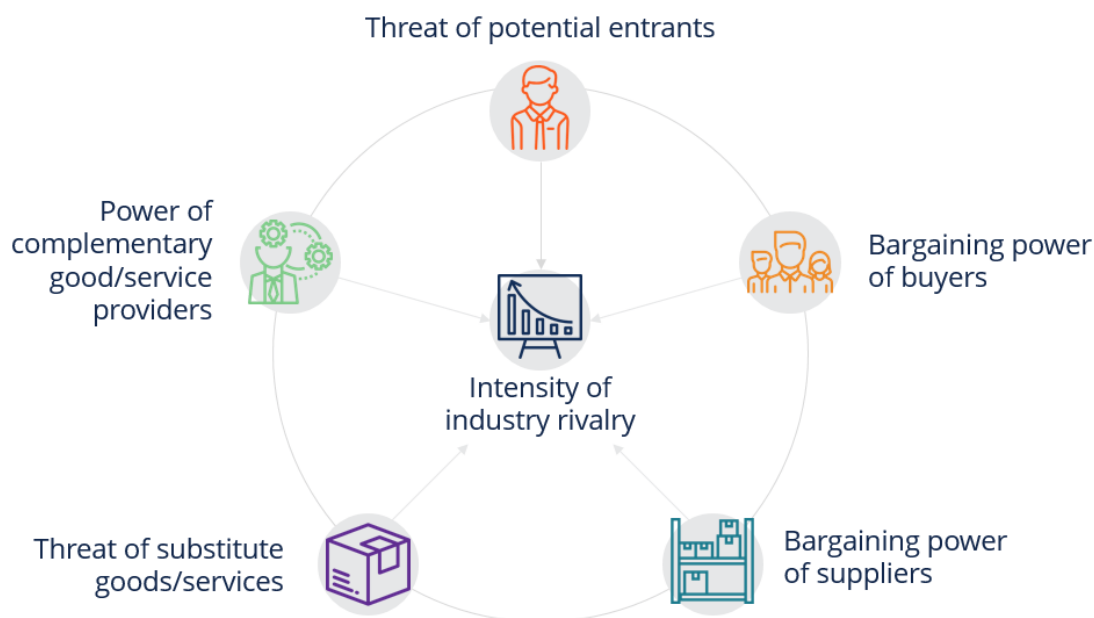 Threat of potential entrants
Power of
complementary
good/service
providers
Bargaining power
of buyers
Intensity of
industry rivalry
Threat of substitute
goods/services
Bargaining power
of suppliers